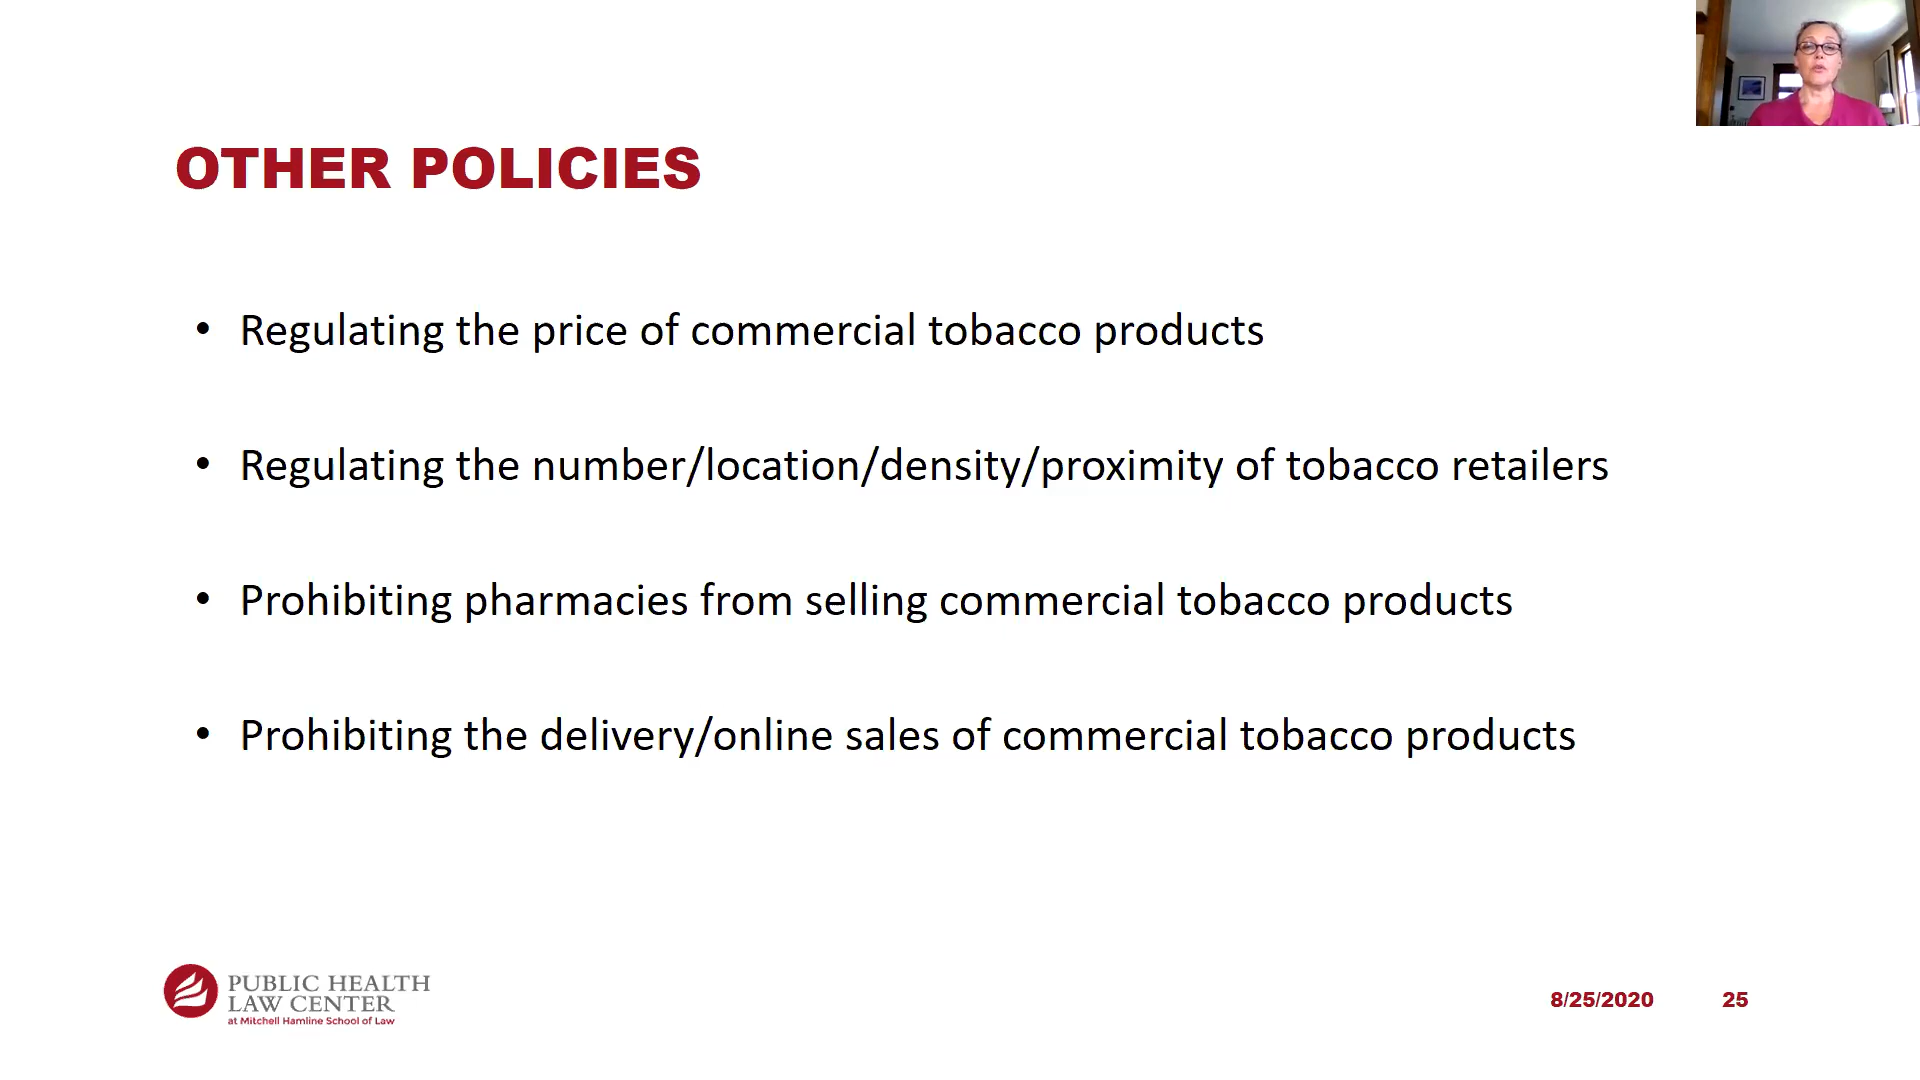 OTHER POLICIES
• Regulating the price of commercial tobacco products
• Regulating the number/location/density/proximity of tobacco retailers
• Prohibiting pharmacies from selling commercial tobacco products
• Prohibiting the delivery/online sales of commercial tobacco products
PUBLIC HEALTH
LAW CENTER
at Mitchell Hamline School of Law
8/25/2020 25